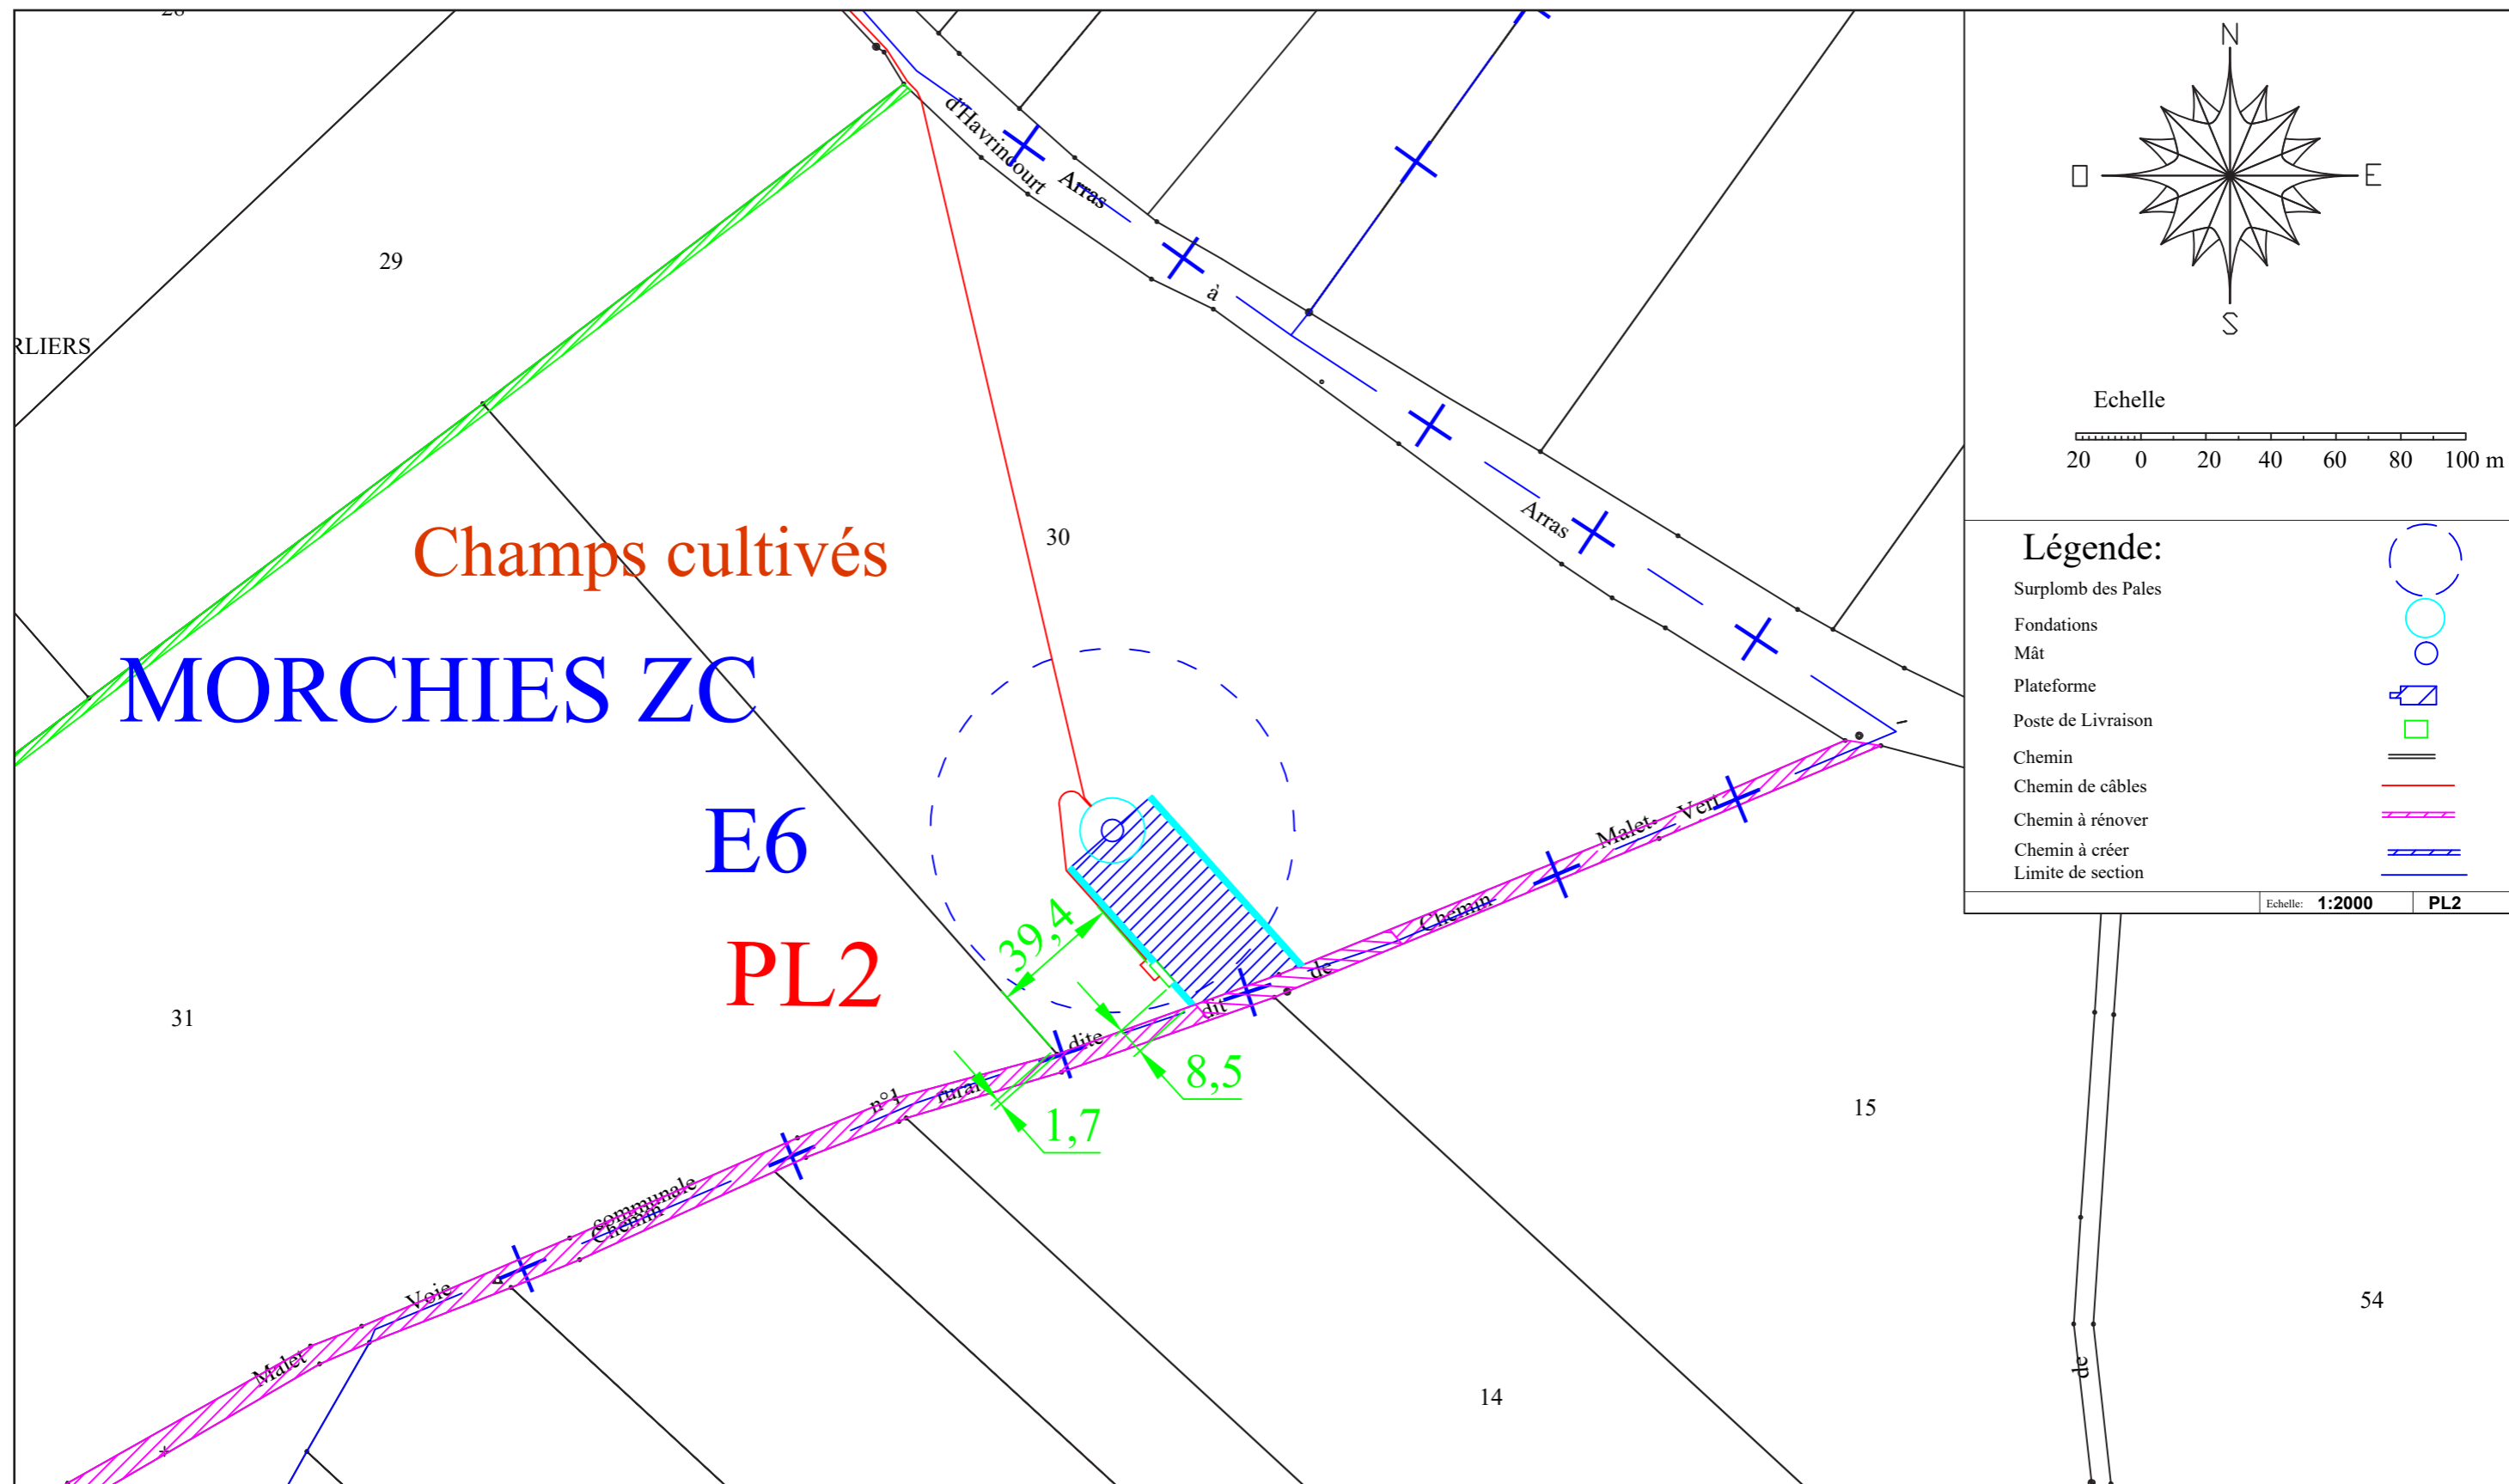 29
RLIERS
d'Havrincourt
Arras
à
Arras
30
Champs cultivés
MORCHIES ZC
E6
PL2
31
39,4
8,5
1,7
Malet
Voie
communale
Chemin
n°1
rural
dite
dit
de
Chemin
Malet
Vert
15
14
54
de
N
O
E
S
Echelle
20 0 20 40 60 80 100 m
Légende:
Surplomb des Pales
Fondations
Mât
Plateforme
Poste de Livraison
Chemin
Chemin de câbles
Chemin à rénover
Chemin à créer
Limite de section
Echelle: 1:2000 PL2